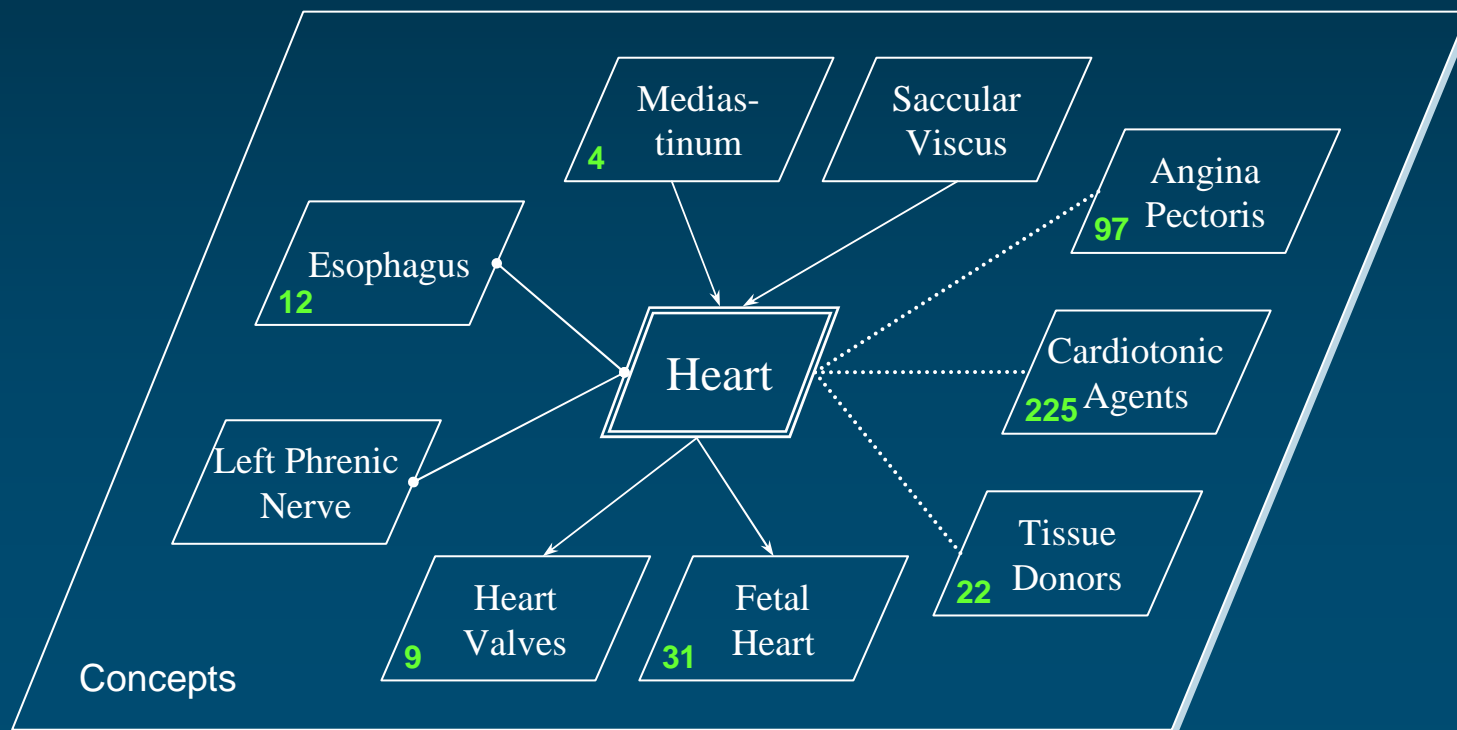 Medias-
tinum
4
Saccular
Viscus
Angina
Pectoris
97
Esophagus
12
Heart
Cardiotonic
Agents
225
Left Phrenic
Nerve
Tissue
Donors
22
Heart
Valves
9
Fetal
Heart
31
Concepts